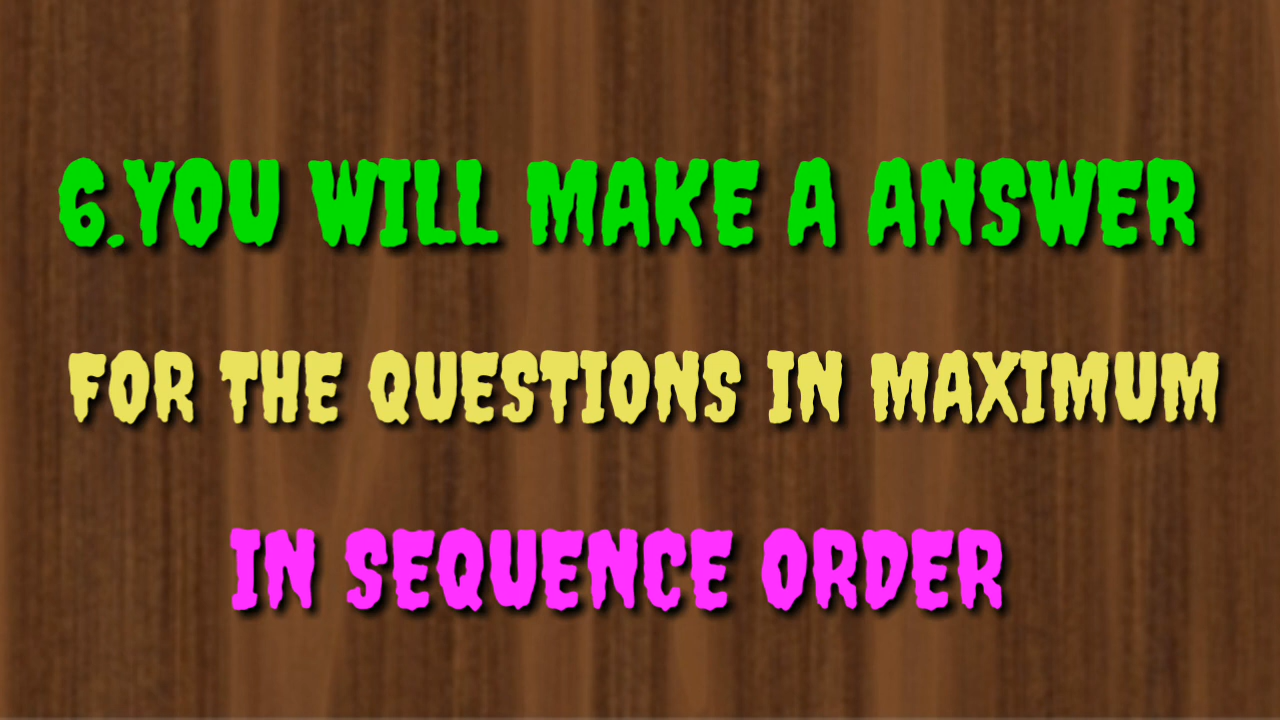 6.YOU WILL MAKE A ANSWER
FOR THE QUESTIONS IN MAXIMUM
IN SEQUENCE ORDER